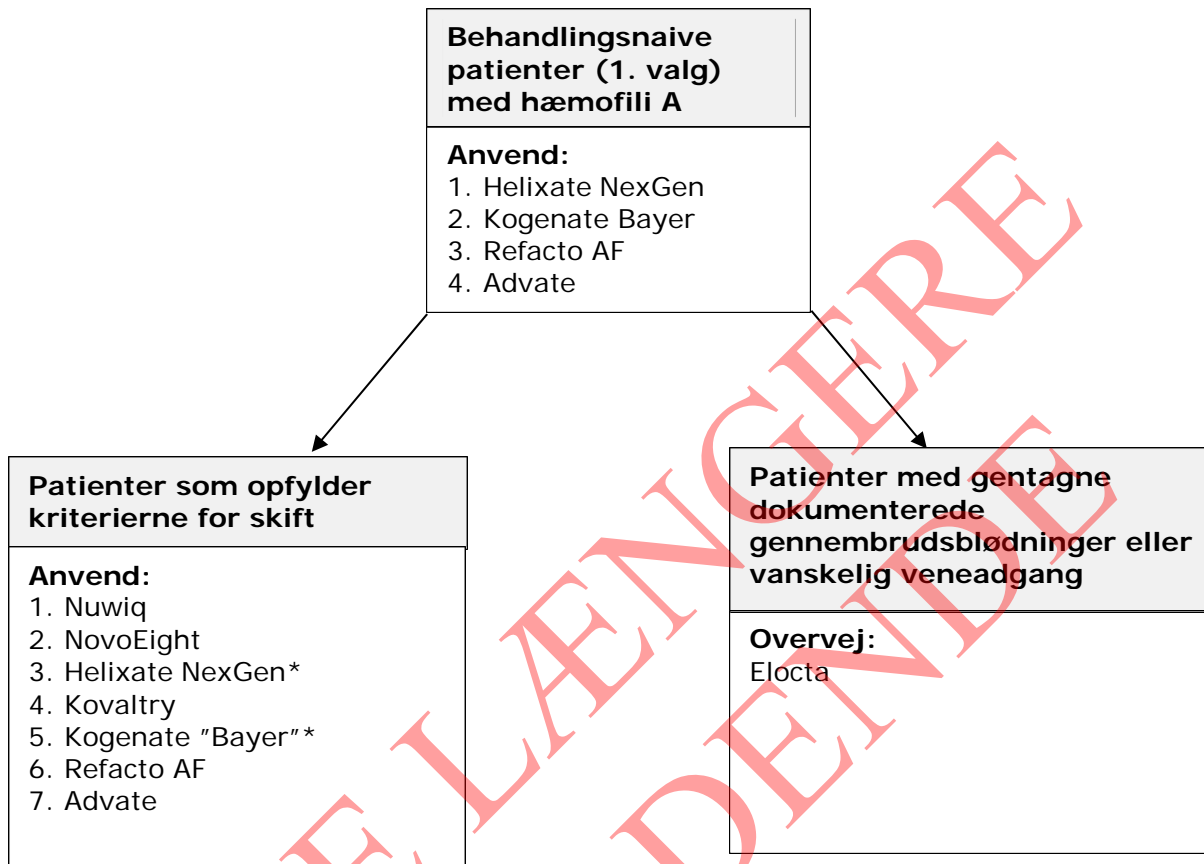 Behandlingsnaive
patienter (1. valg)
med hæmofili A
Anvend:
1. Helixate NexGen
2. Kogenate Bayer
3. Refacto AF
4. Advate
Patienter som opfylder
kriterierne for skift
Anvend:
1. Nuwiq
2. NovoEight
3. Helixate NexGen*
4. Kovaltry
5. Kogenate "Bayer"*
6. Refacto AF
7. Advate
Patienter med gentagne
dokumenterede
gennembrudsblødninger eller
vanskelig veneadgang
Overvej:
Elocta
E LÆNGERE
DENDE